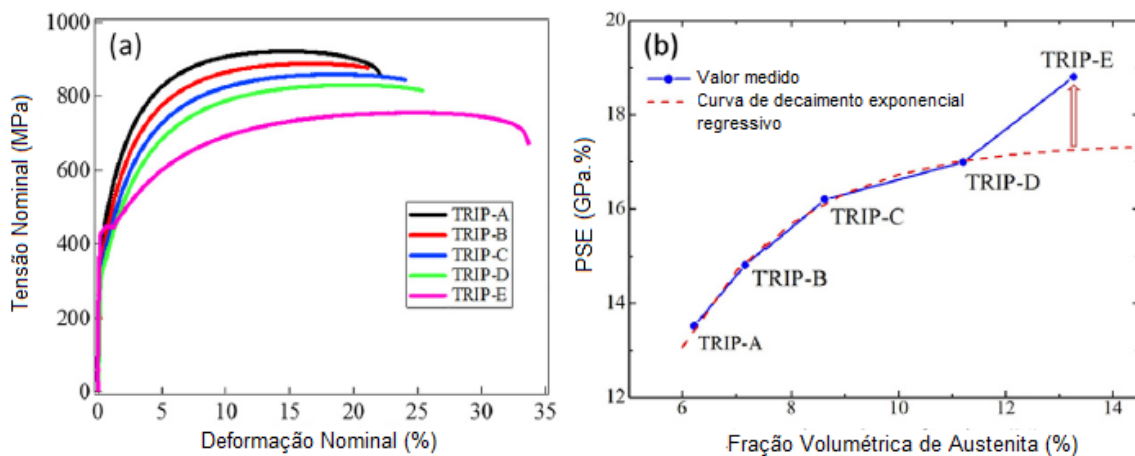 (a)
Tensão Nominal (MPa)
1000
800
600
400
200
0
0 5 10 15 20 25 30 35
Deformação Nominal (%)
TRIP-A
TRIP-B
TRIP-C
TRIP-D
TRIP-E
(b)
PSE (GPa.%)
20
18
16
14
12
6 8 10 12 14
Fração Volumétrica de Austenita (%)
Valor medido
Curva de decaimento exponencial
regressivo
TRIP-E
TRIP-D
TRIP-C
TRIP-B
TRIP-A